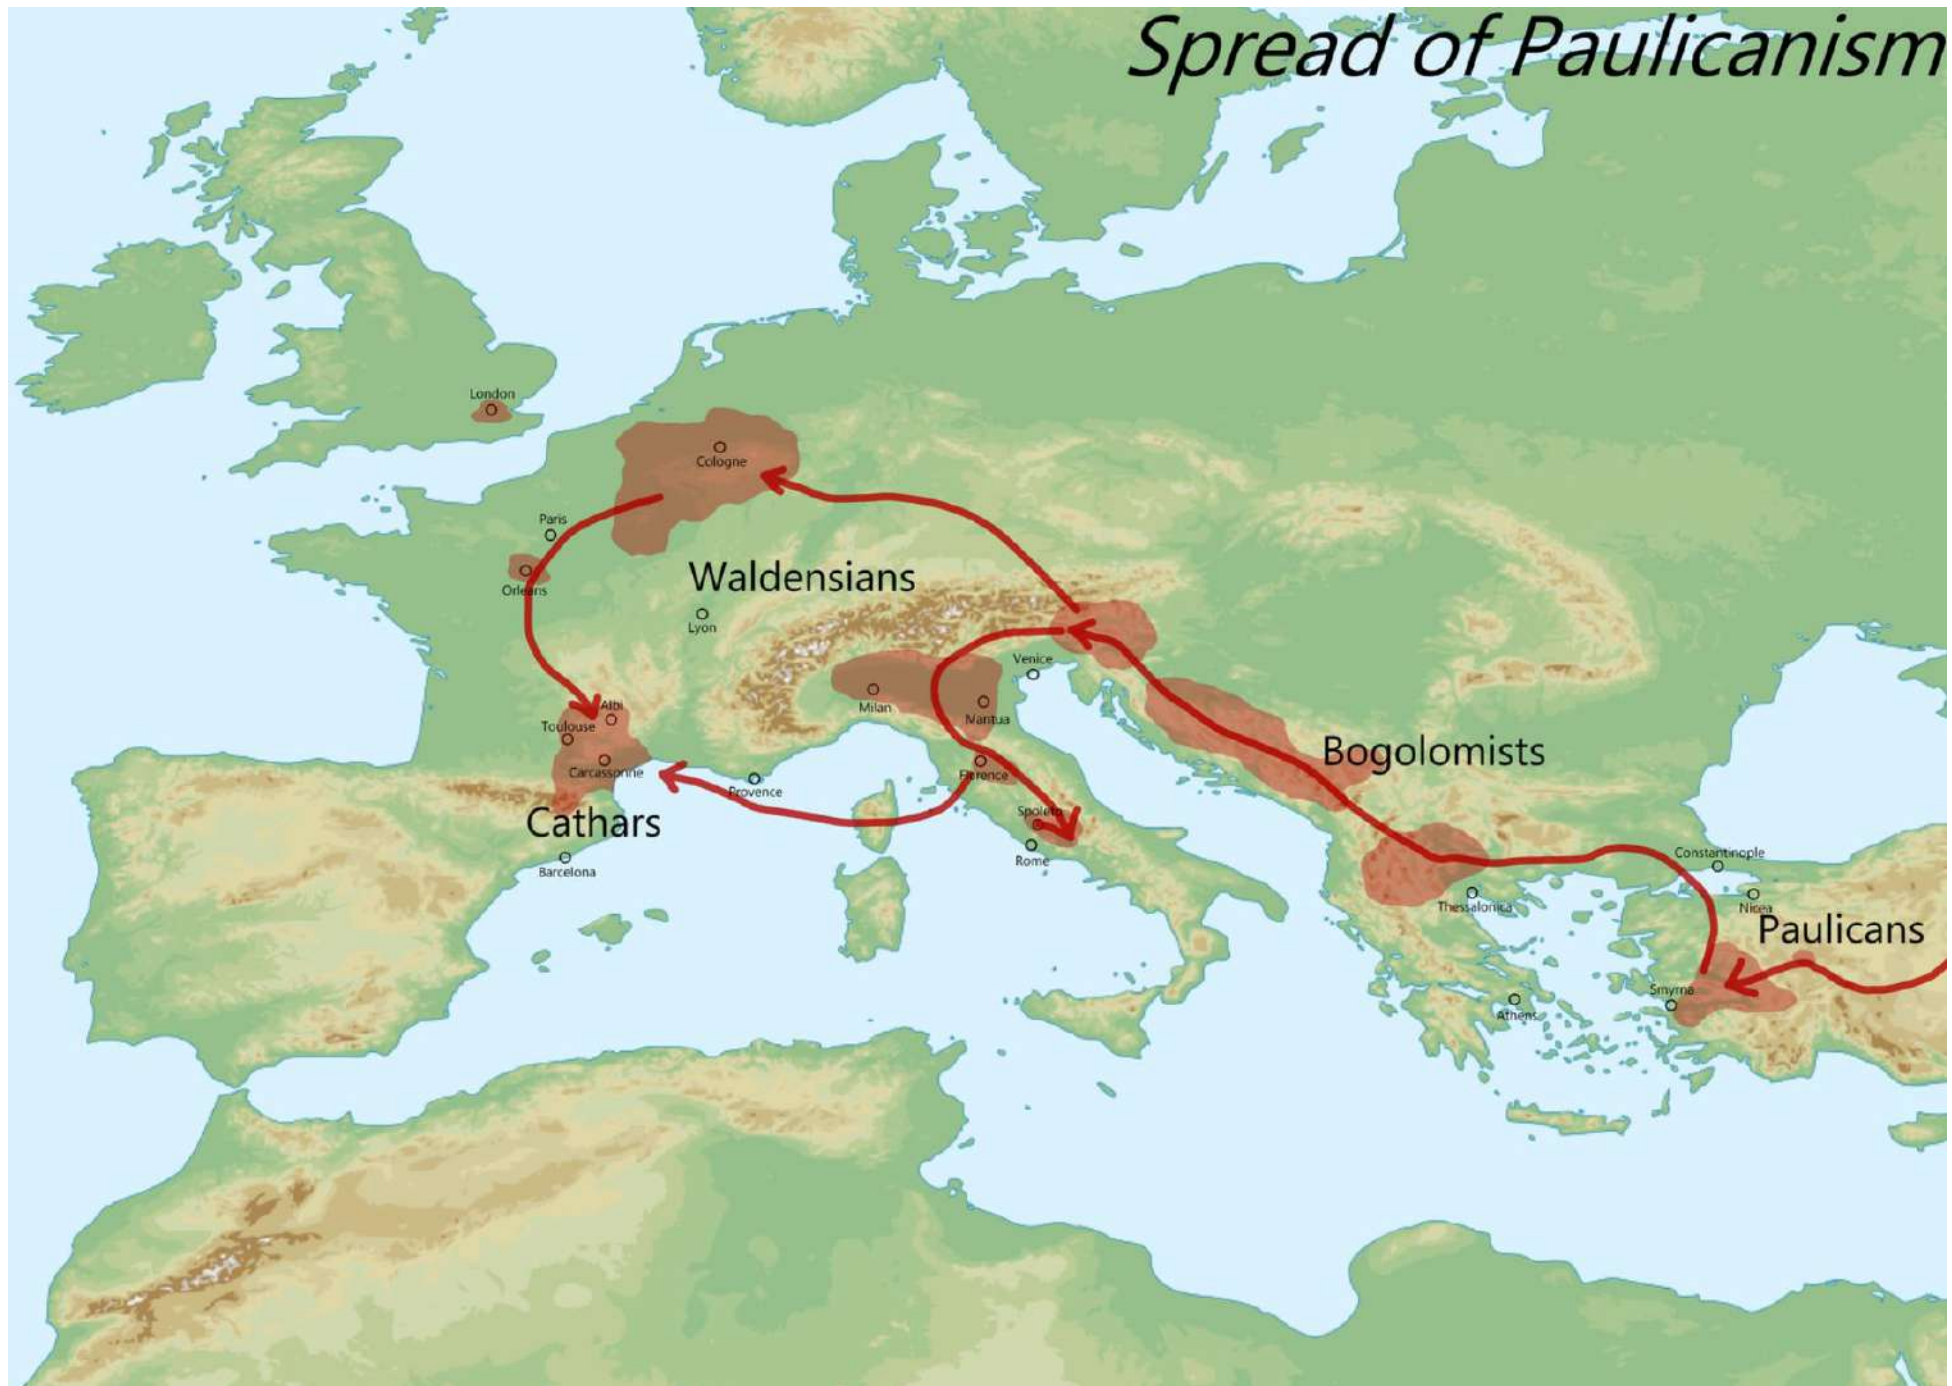 Spread of Paulicanism
London
Cologne
Paris
Orleans
Waldensians
Lyon
Venice
Milan
Mantua
Albi
Toulouse
Carcassonne
Provence
Florence
Bogolomists
Cathars
Spoleto
Rome
Barcelona
Constantinople
Nicea
Thessalonica
Paulicans
Smyrna
Athens